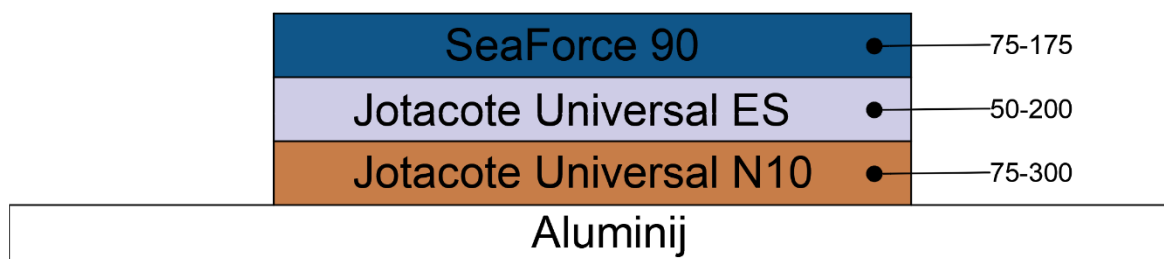 SeaForce 90 75-175
Jotacote Universal ES 50-200
Jotacote Universal N10 75-300
Aluminij